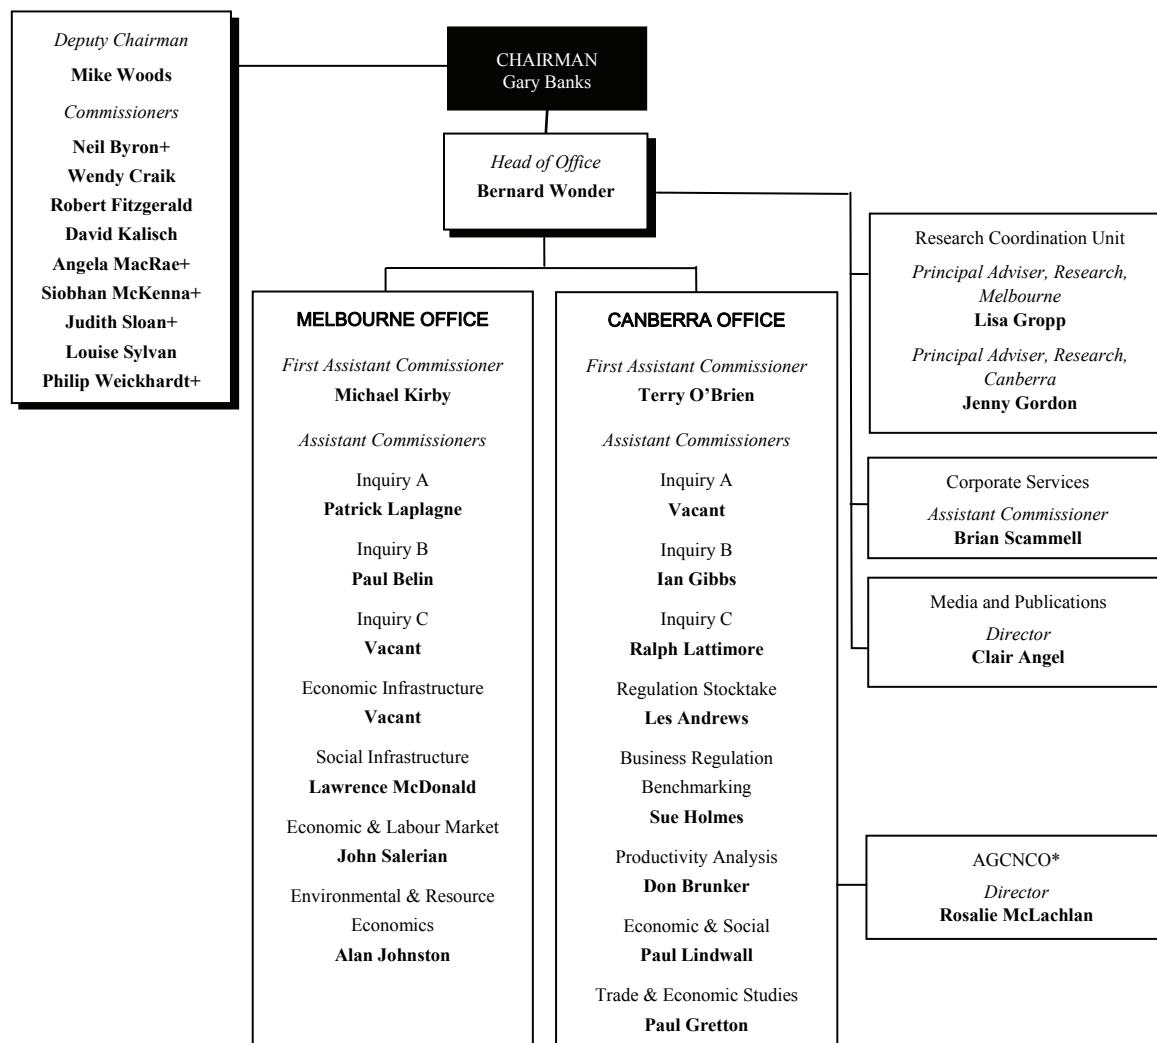 Deputy Chairman
Mike Woods
Commissioners
Neil Byron+
Wendy Craik
Robert Fitzgerald
David Kalisch
Angela MacRae+
Siobhan McKenna+
Judith Sloan+
Louise Sylvan
Philip Weickhardt+
CHAIRMAN
Gary Banks
Head of Office
Bernard Wonder
MELBOURNE OFFICE
First Assistant Commissioner
Michael Kirby
Assistant Commissioners
Inquiry A
Patrick Laplagne
Inquiry B
Paul Belin
Inquiry C
Vacant
Economic Infrastructure
Vacant
Social Infrastructure
Lawrence McDonald
Economic & Labour Market
John Salerian
Environmental & Resource
Economics
Alan Johnston
CANBERRA OFFICE
First Assistant Commissioner
Terry O’Brien
Assistant Commissioners
Inquiry A
Vacant
Inquiry B
Ian Gibbs
Inquiry C
Ralph Lattimore
Regulation Stocktake
Les Andrews
Business Regulation
Benchmarking
Sue Holmes
Productivity Analysis
Don Brunker
Economic & Social
Paul Lindwall
Trade & Economic Studies
Paul Gretton
Research Coordination Unit
Principal Adviser, Research,
Melbourne
Lisa Gropp
Principal Adviser, Research,
Canberra
Jenny Gordon
Corporate Services
Assistant Commissioner
Brian Scammell
Media and Publications
Director
Clair Angel
AGCNCO*
Director
Rosalie McLachlan